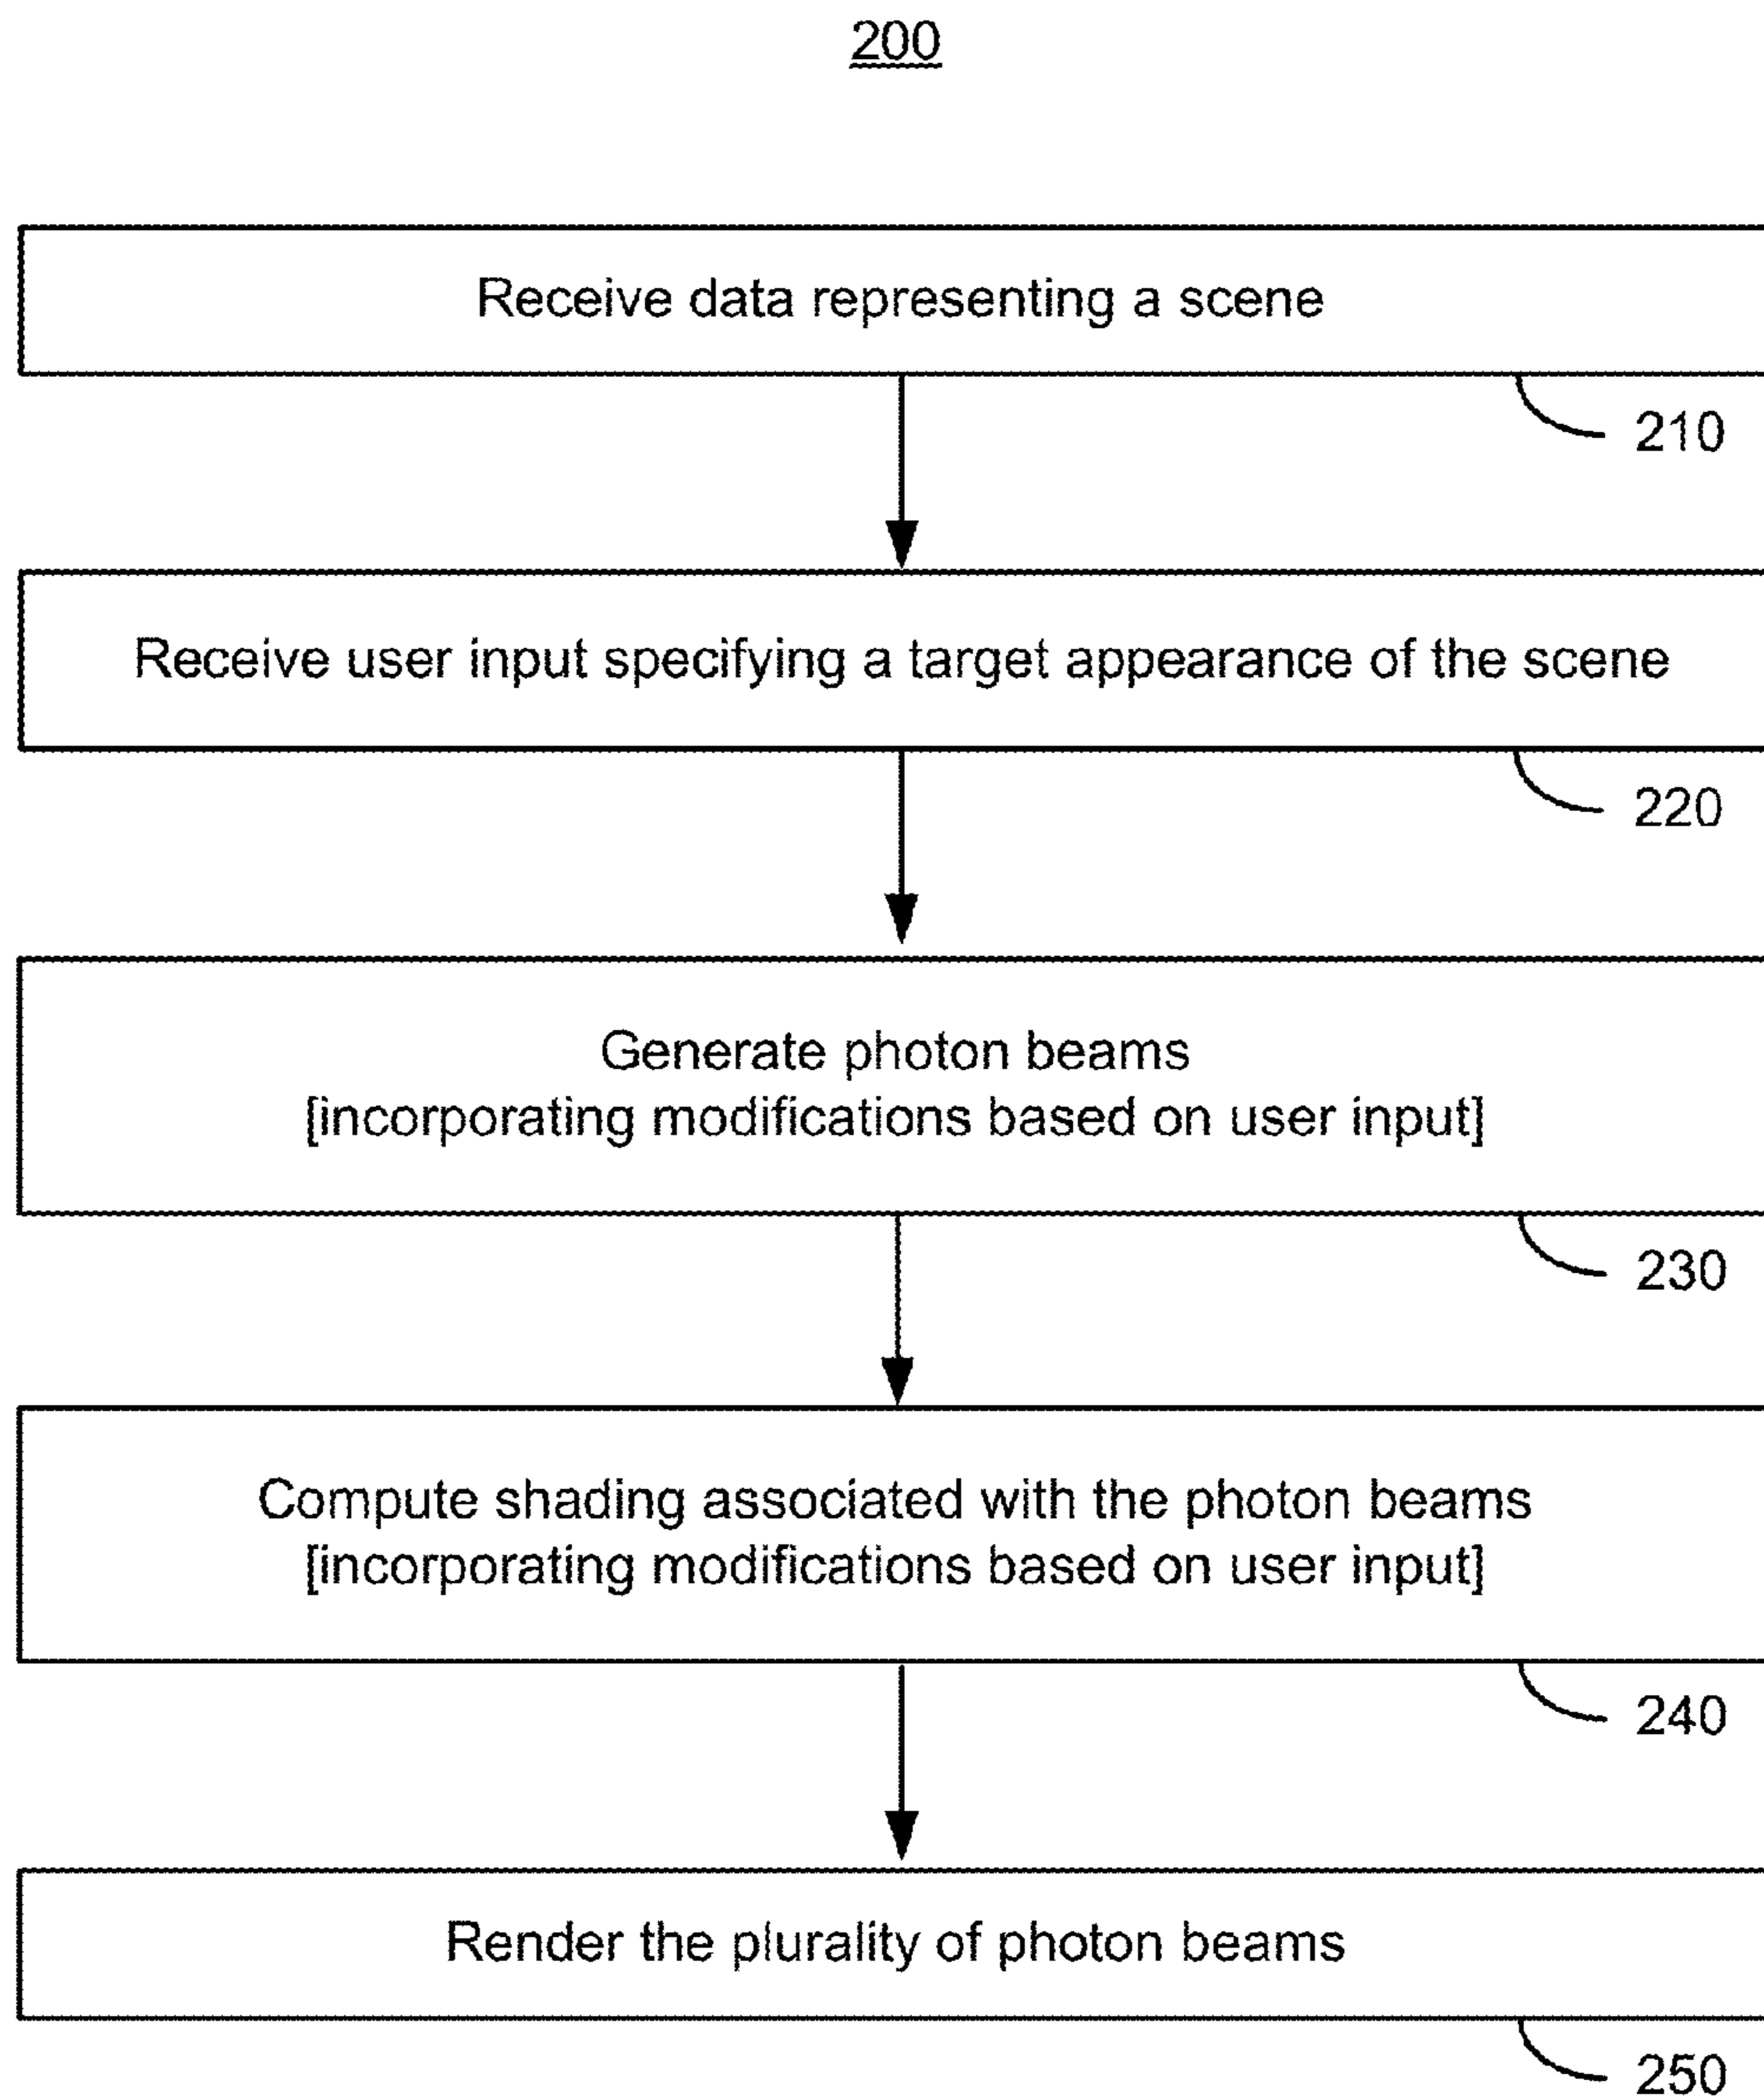 200
Receive data representing a scene
210
Receive user input specifying a target appearance of the scene
220
Generate photon beams
[incorporating modifications based on user input]
230
Compute shading associated with the photon beams
[incorporating modifications based on user input]
240
Render the plurality of photon beams
250